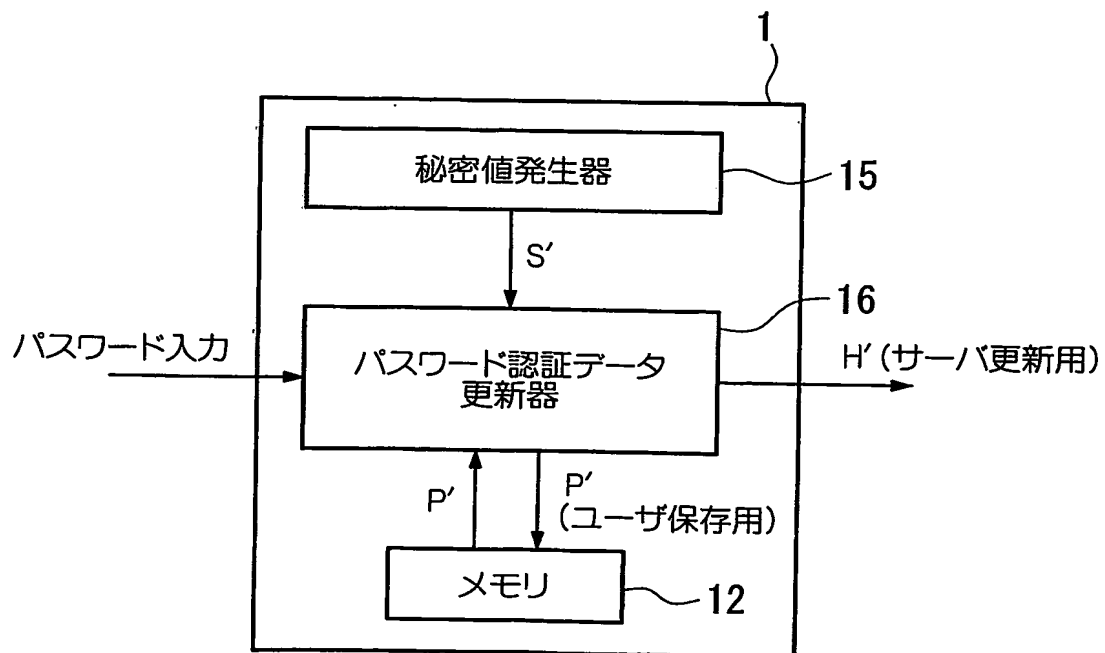 1
秘密値発生器
15
S′
16
パスワード入力
パスワード認証データ
更新器
H′(サーバ更新用)
P′
P′
(ユーザ保存用)
メモリ
12